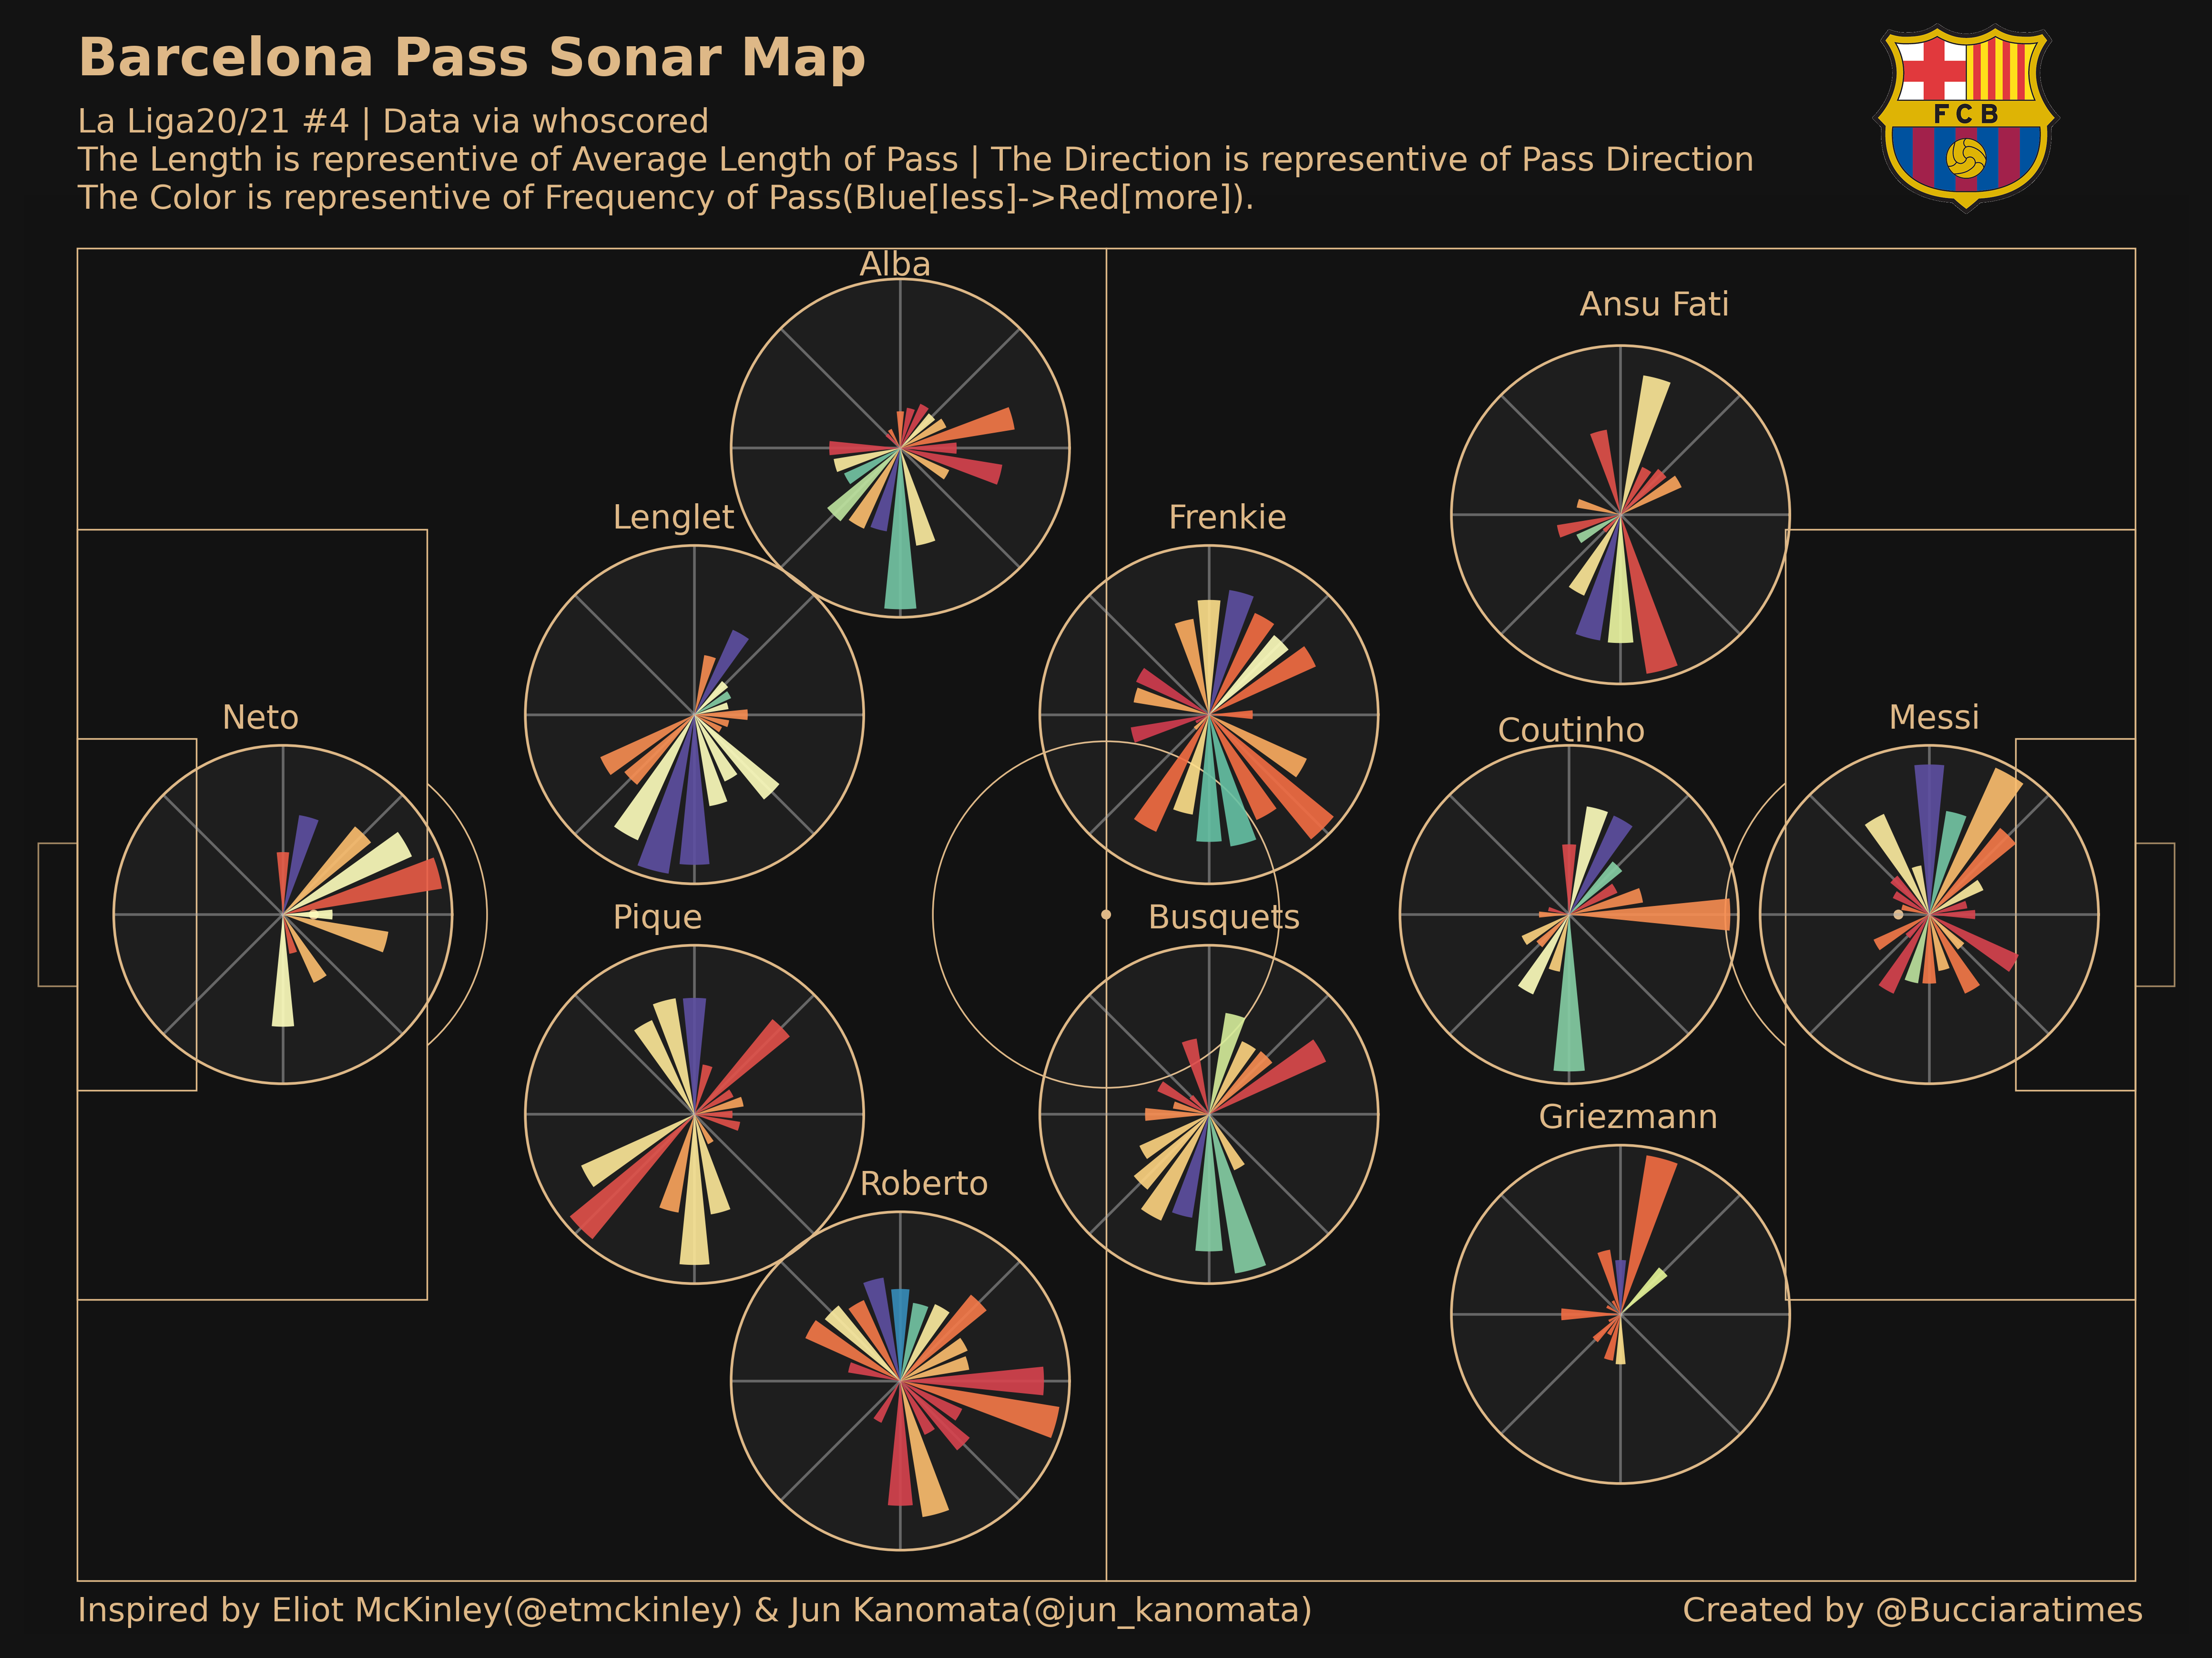 Barcelona Pass Sonar Map
La Liga20/21 #4 | Data via whoscored
The Length is representive of Average Length of Pass | The Direction is representive of Pass Direction
The Color is representive of Frequency of Pass(Blue[less]->Red[more]).
FCB
Alba
Ansu Fati
Lenglet
Frenkie
Neto
Coutinho
Messi
Pique
Busquets
Griezmann
Roberto
Inspired by Eliot McKinley(@etmckinley) & Jun Kanomata(@jun_kanomata)
Created by @Bucciaratimes